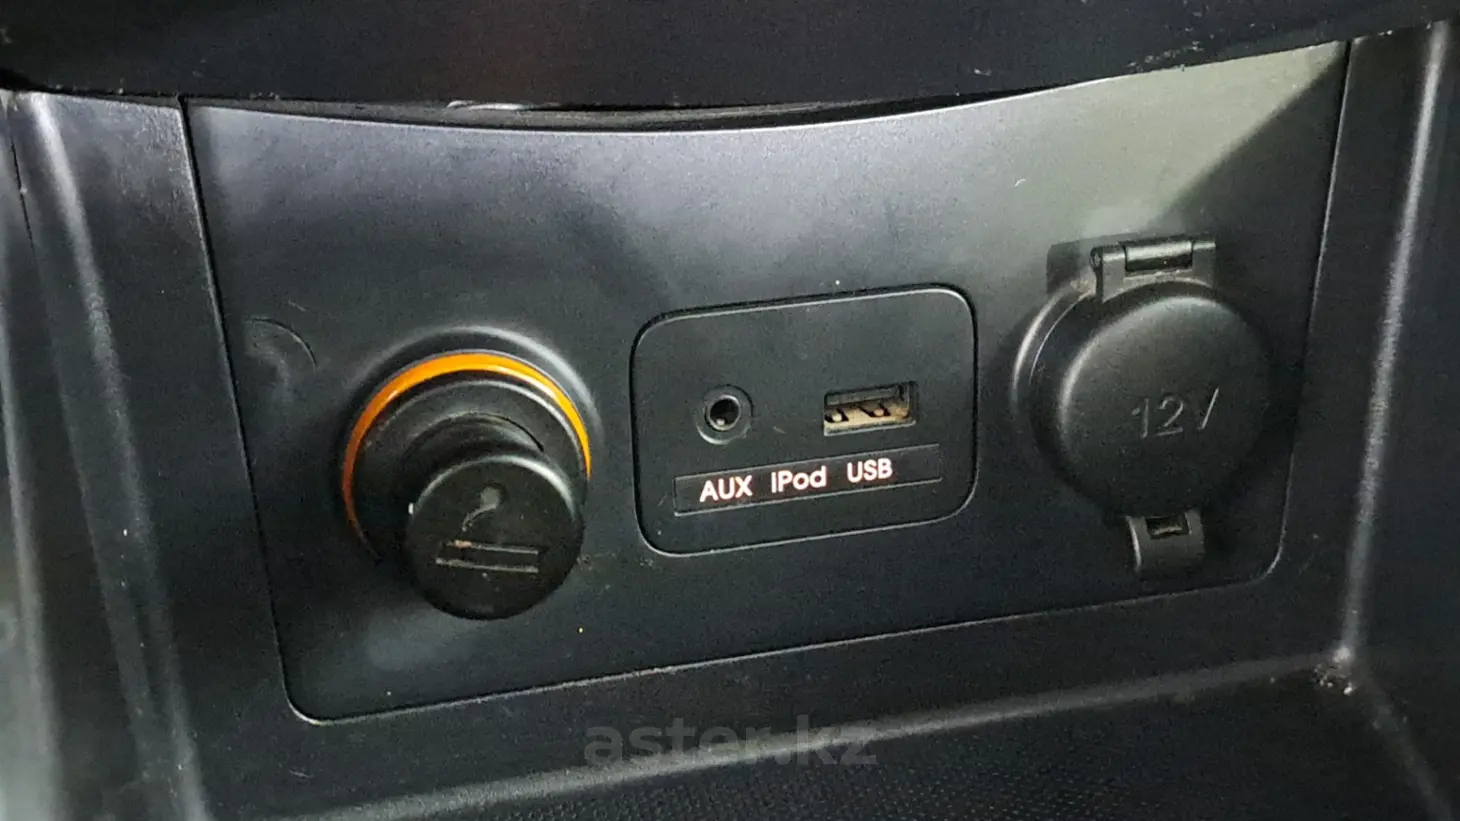 12V
AUX iPod USB
aster.kz